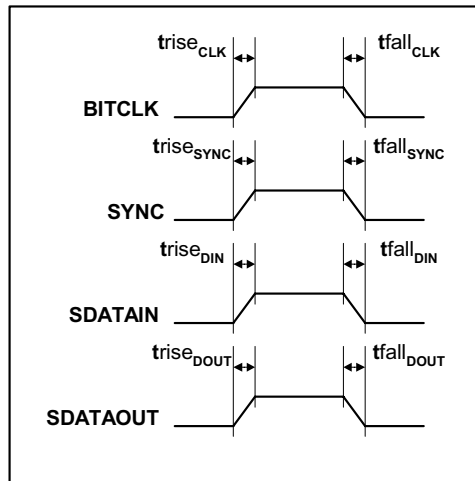 triseCLK tfallCLK
BITCLK
triseSYNC tfallSYNC
SYNC
triseDIN tfallDIN
SDATAIN
triseDOUT tfallDOUT
SDATAOUT